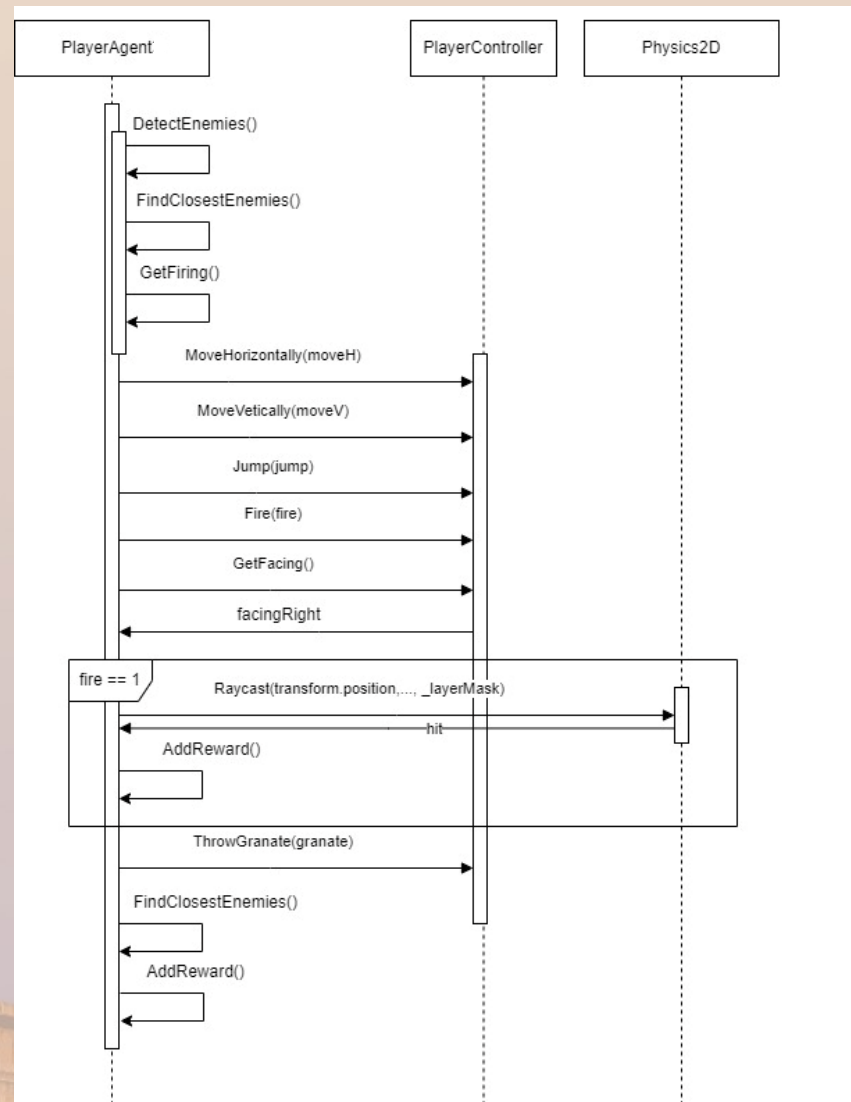 PlayerAgent
PlayerController
Physics2D
DetectEnemies()
FindClosestEnemies()
GetFiring()
MoveHorizontally(moveH)
MoveVetically(moveV)
Jump(jump)
Fire(fire)
GetFacing()
facingRight
fire == 1
Raycast(transform.position,..., _layerMask)
hit
AddReward()
ThrowGranate(granate)
FindClosestEnemies()
AddReward()